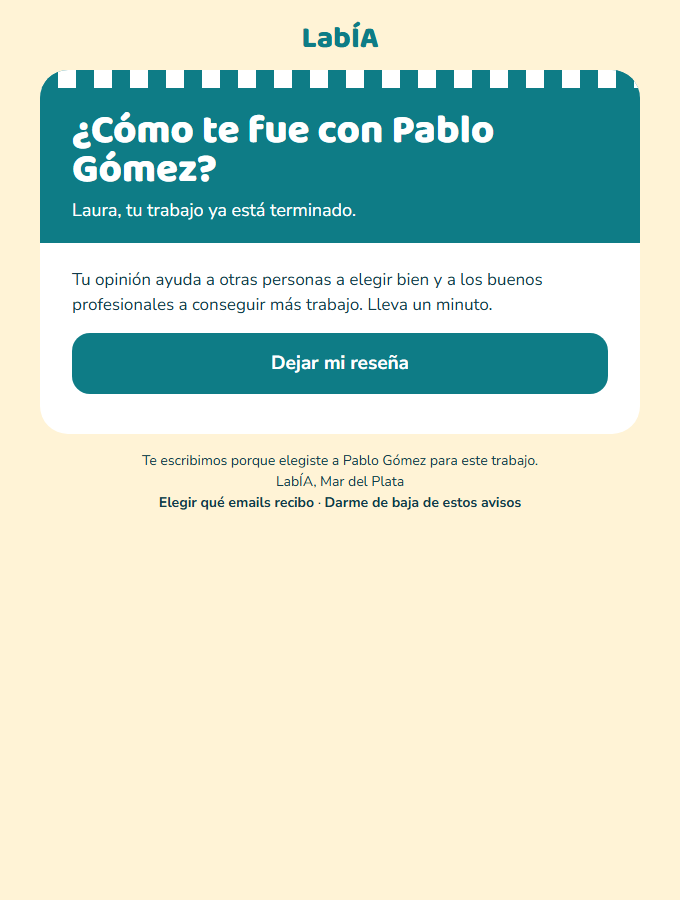 LabÍA
¿Cómo te fue con Pablo
Gómez?
Laura, tu trabajo ya está terminado.
Tu opinión ayuda a otras personas a elegir bien y a los buenos
profesionales a conseguir más trabajo. Lleva un minuto.
Dejar mi reseña
Te escribimos porque elegiste a Pablo Gómez para este trabajo.
LabÍA, Mar del Plata
Elegir qué emails recibo · Darme de baja de estos avisos